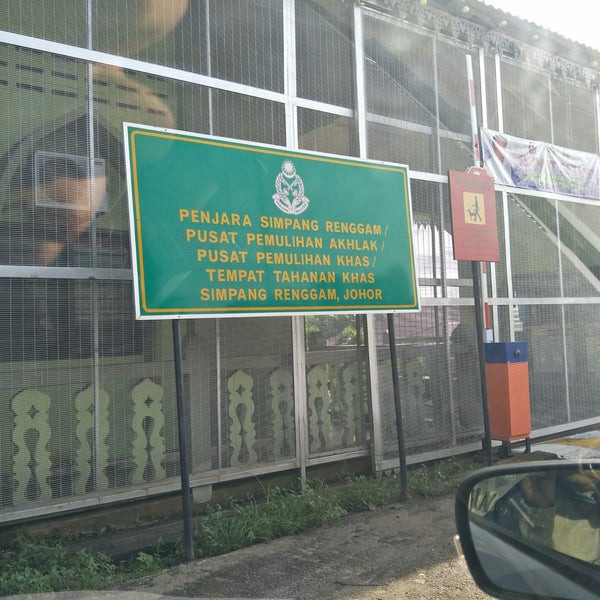 PENJARA SIMPANG RENGGAM/
PUSAT PEMULIHAN AKHLAK/
PUSAT PEMULIHAN KHAS/
TEMPAT TAHANAN KHAS
SIMPANG RENGGAM, JOHOR